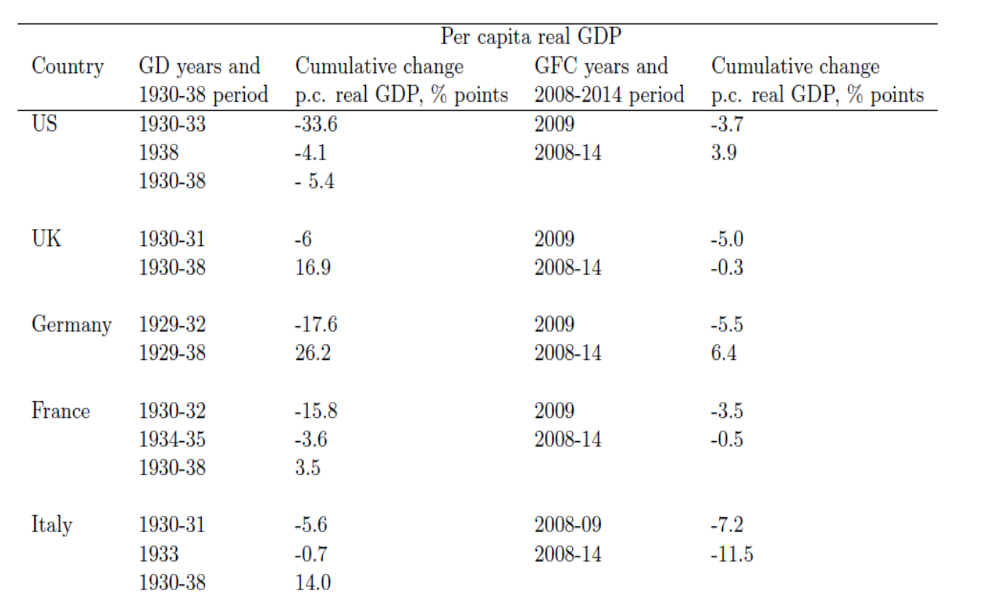 Per capita real GDP
Country GD years and Cumulative change GFC years and Cumulative change
1930-38 period p.c. real GDP, % points 2008-2014 period p.c. real GDP, % points
US 1930-33 -33.6 2009 -3.7
1938 -4.1 2008-14 3.9
1930-38 - 5.4
UK 1930-31 -6 2009 -5.0
1930-38 16.9 2008-14 -0.3
Germany 1929-32 -17.6 2009 -5.5
1929-38 26.2 2008-14 6.4
France 1930-32 -15.8 2009 -3.5
1934-35 -3.6 2008-14 -0.5
1930-38 3.5
Italy 1930-31 -5.6 2008-09 -7.2
1933 -0.7 2008-14 -11.5
1930-38 14.0